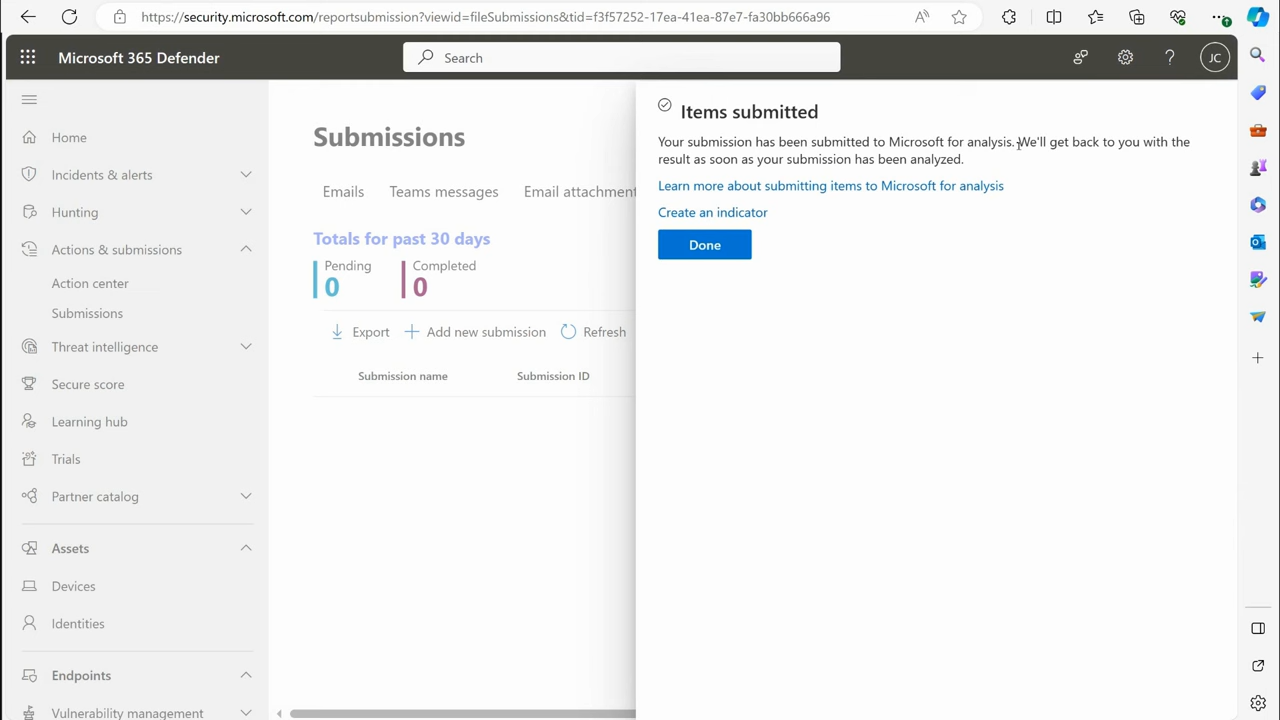 https://security.microsoft.com/reportsubmission?viewid=fileSubmissions&tid=f3f57252-17ea-41ea-87e7-fa30bb666a96
Microsoft 365 Defender
Search
JC
Home
Incidents & alerts
Hunting
Actions & submissions
Action center
Submissions
Threat intelligence
Secure score
Learning hub
Trials
Partner catalog
Assets
Devices
Identities
Endpoints
Vulnerability management
Submissions
Emails Teams messages Email attachment
Totals for past 30 days
Pending Completed
0 0
Export Add new submission Refresh
Submission name Submission ID
Items submitted
Your submission has been submitted to Microsoft for analysis. We'll get back to you with the
result as soon as your submission has been analyzed.
Learn more about submitting items to Microsoft for analysis
Create an indicator
Done